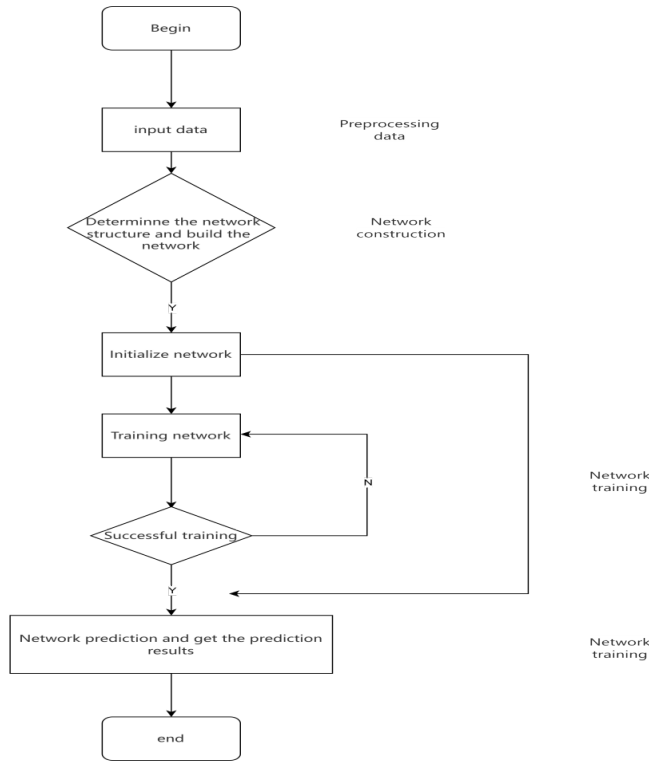 Begin
input data
Preprocessing
data
Determinne the network
structure and build the
network
Network
construction
Y
Initialize network
Training network
N
Network
training
Successful training
Y
Network prediction and get the prediction
results
Network
training
end